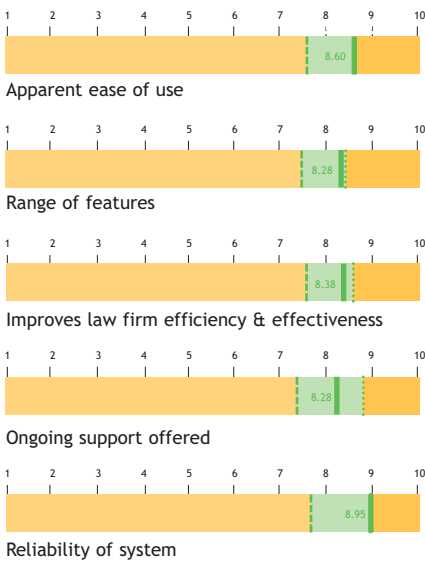 1 2 3 4 5 6 7 8 9 10
8.60
Apparent ease of use
1 2 3 4 5 6 7 8 9 10
8.28
Range of features
1 2 3 4 5 6 7 8 9 10
8.38
Improves law firm efficiency & effectiveness
1 2 3 4 5 6 7 8 9 10
8.28
Ongoing support offered
1 2 3 4 5 6 7 8 9 10
8.95
Reliability of system